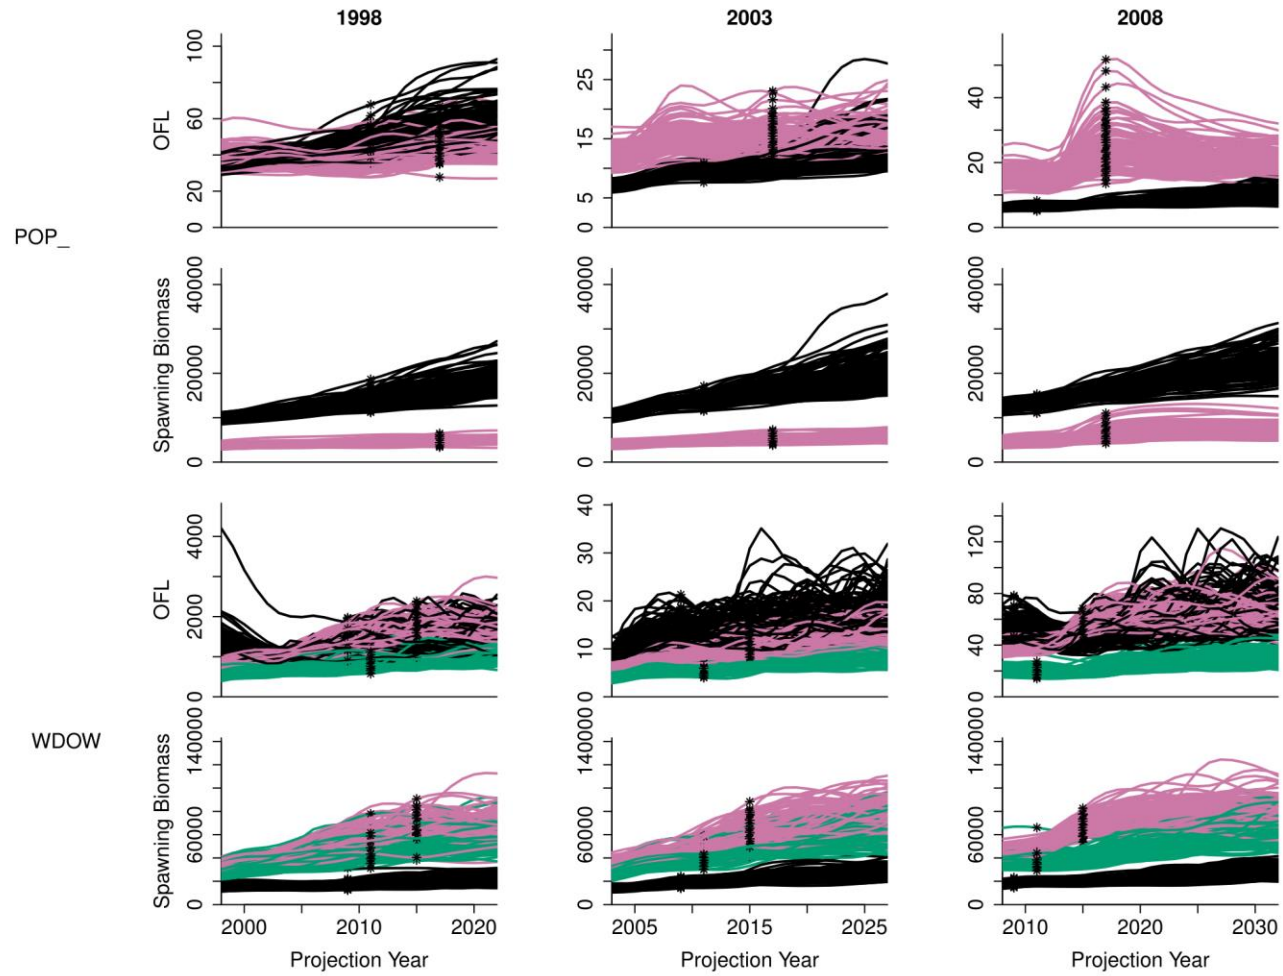 1998 2003 2008
OFL
0 20 60 100
0 5 15 25
0 20 40
POP_
Spawning Biomass
0 20000 40000
0 20000 40000
0 20000 40000
OFL
0 2000 4000
0 10 20 30 40
0 40 80 120
WDOW
Spawning Biomass
0 60000 140000
0 60000 140000
0 60000 140000
2000 2010 2020
2005 2015 2025
2010 2020 2030
Projection Year Projection Year Projection Year